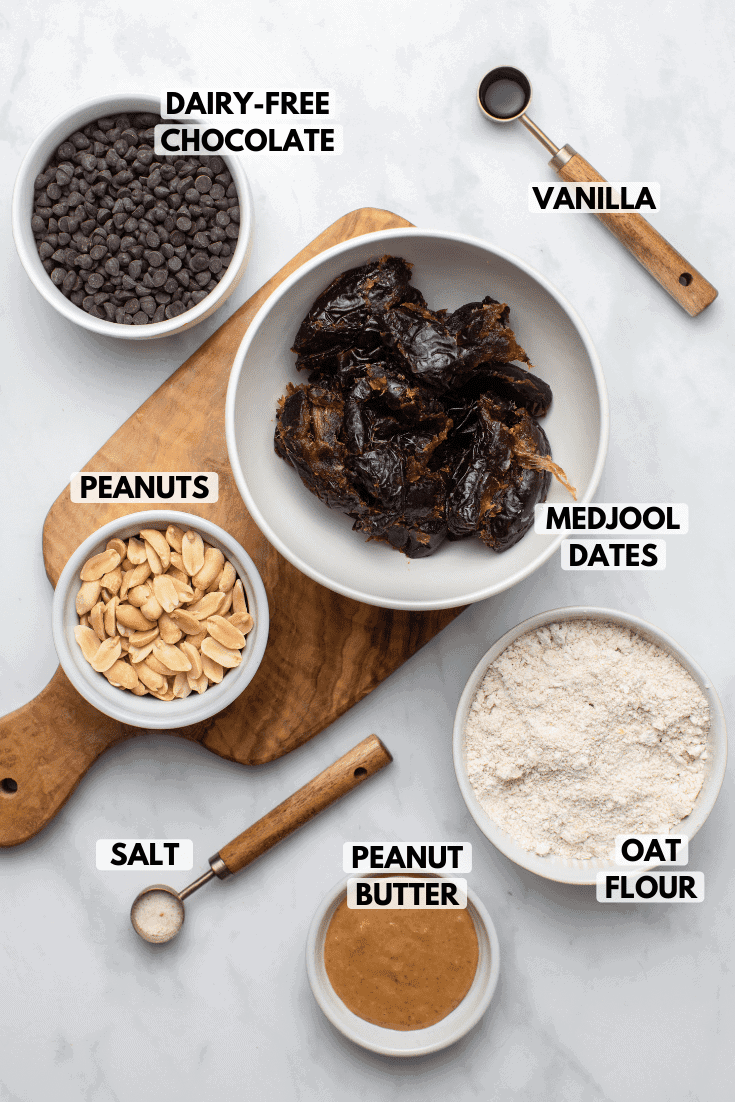 DAIRY-FREE
CHOCOLATE
VANILLA
PEANUTS
MEDJOOL
DATES
SALT
PEANUT
BUTTER
OAT
FLOUR